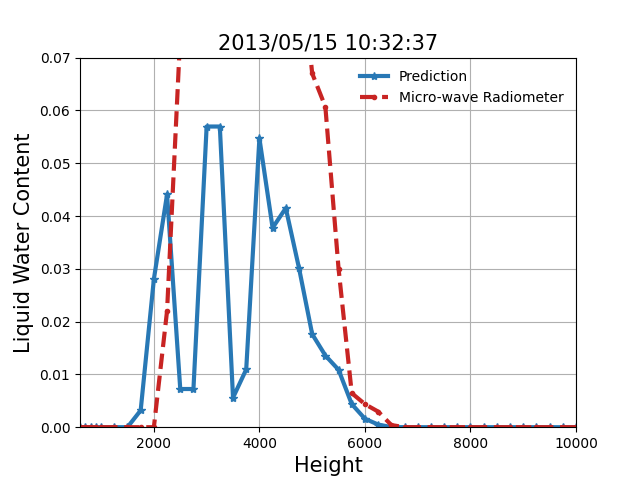 2013/05/15 10:32:37
0.07
0.06
0.05
0.04
0.03
0.02
0.01
0.00
Liquid Water Content
Prediction
Micro-wave Radiometer
2000 4000 6000 8000 10000
Height